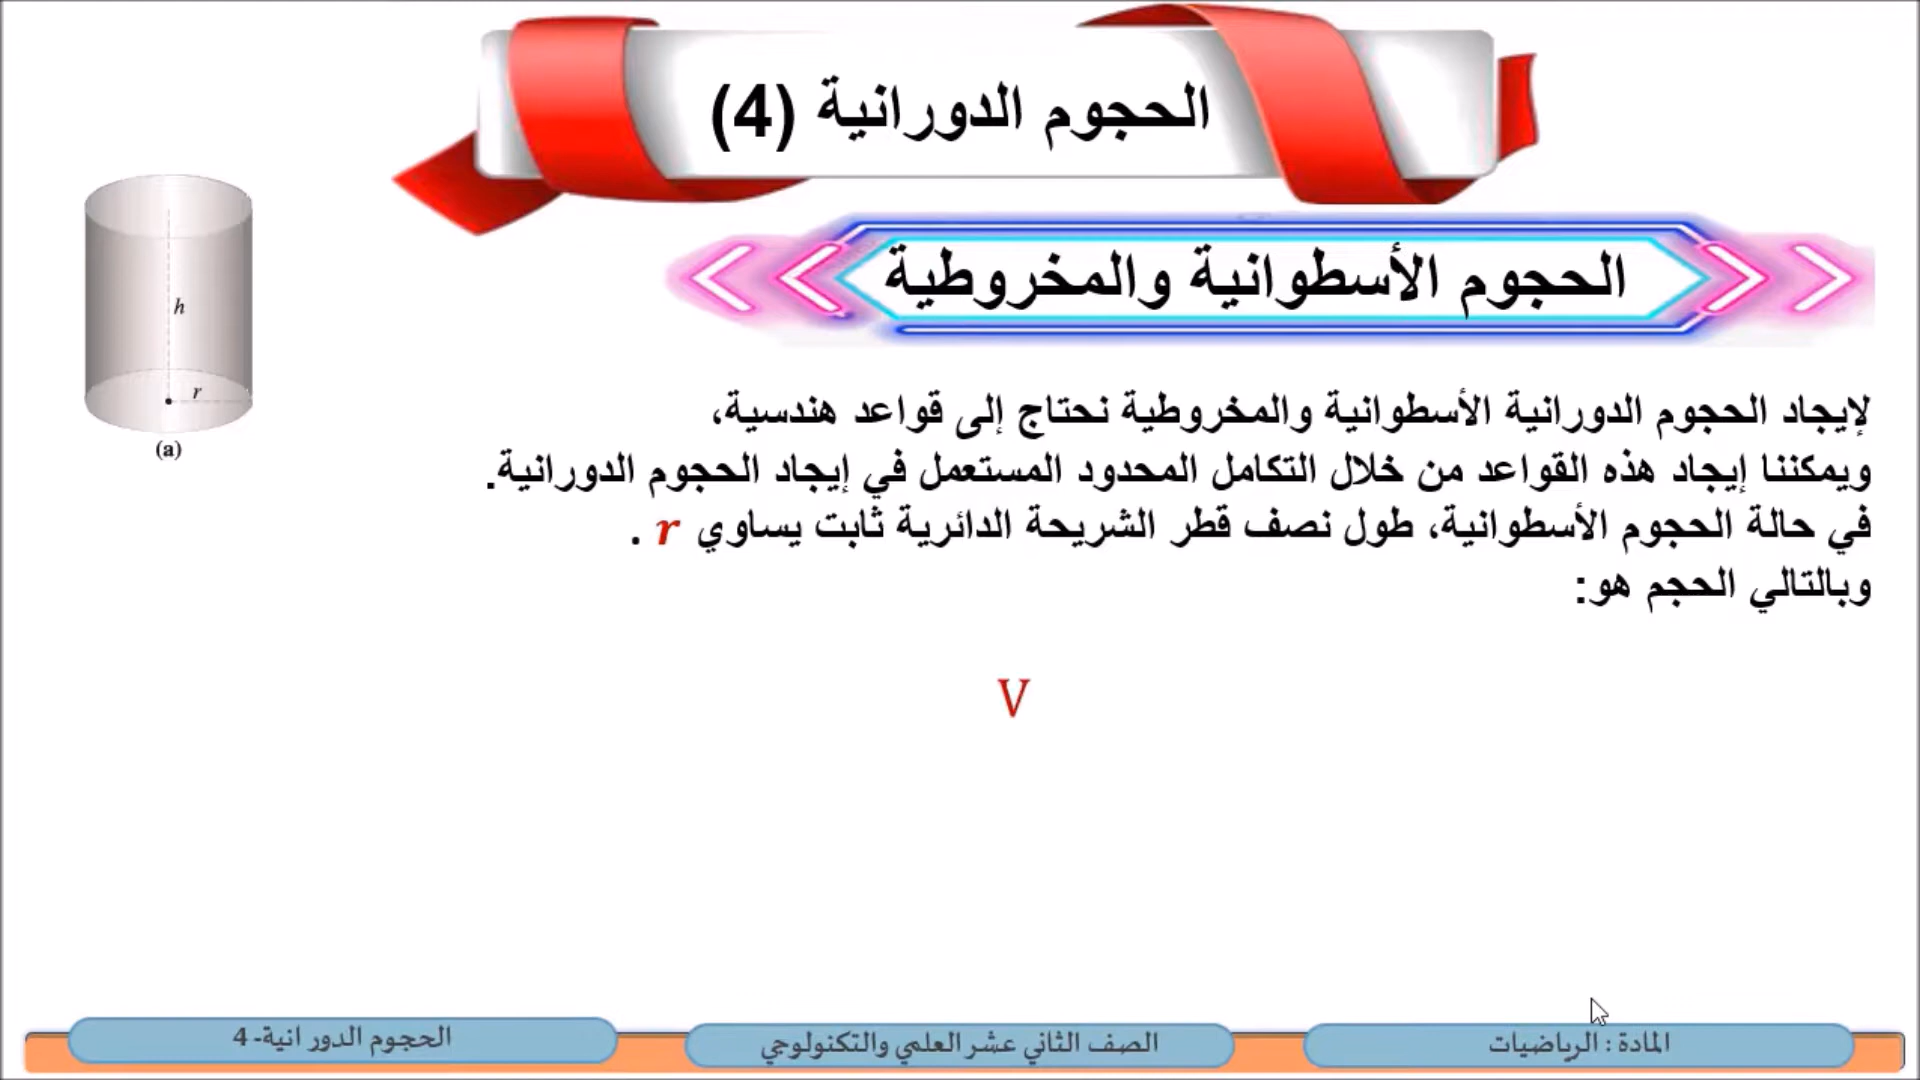 الحجوم الدورانية (4)
الحجوم الأسطوانية والمخروطية
h
r
(a)
لإيجاد الحجوم الدورانية الأسطوانية والمخروطية نحتاج إلى قواعد هندسية،
ويمكننا إيجاد هذه القواعد من خلال التكامل المحدود المستعمل في إيجاد الحجوم الدورانية.
في حالة الحجوم الأسطوانية، طول نصف قطر الشريحة الدائرية ثابت يساوي r .
وبالتالي الحجم هو:
V
المادة : الرياضيات
الصف الثاني عشر العلمي والتكنولوجي
الحجوم الدورانية- 4